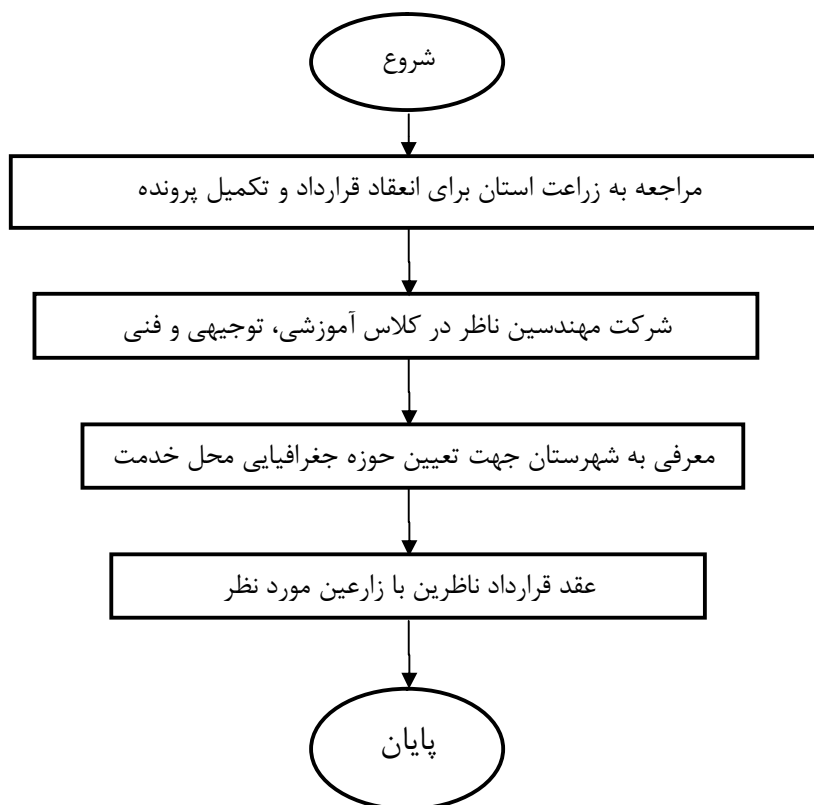 شروع
مراجعه به زراعت استان برای انعقاد قرارداد و تکمیل پرونده
شرکت مهندسین ناظر در کلاس آموزشی، توجیهی و فنی
معرفی به شهرستان جهت تعیین حوزه جغرافیایی محل خدمت
عقد قرارداد ناظرین با زارعین مورد نظر
پایان